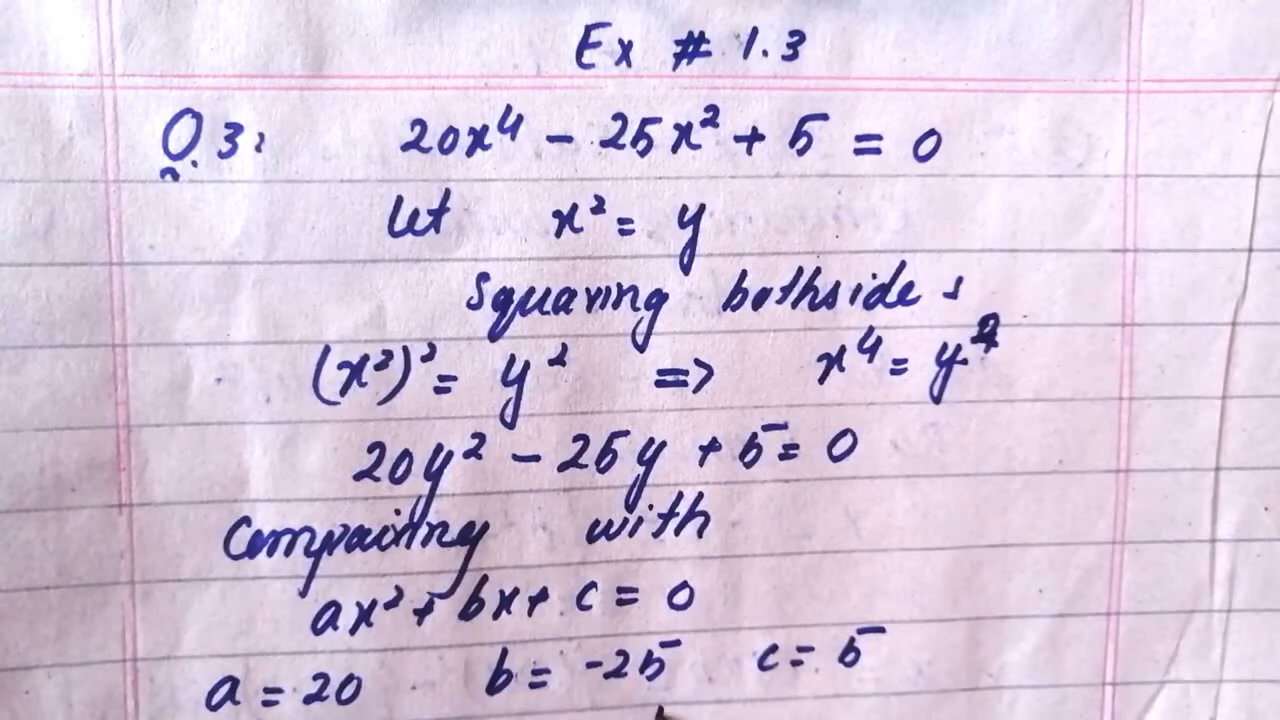 Ex # 1.3
Q.3: 20x⁴ - 25x² + 5 = 0
Let x² = y
Squaring bothsides
(x²)² = y² => x⁴ = y²
20y² - 25y + 5 = 0
Comparing with
ax² + bx + c = 0
a = 20 b = -25 c = 5